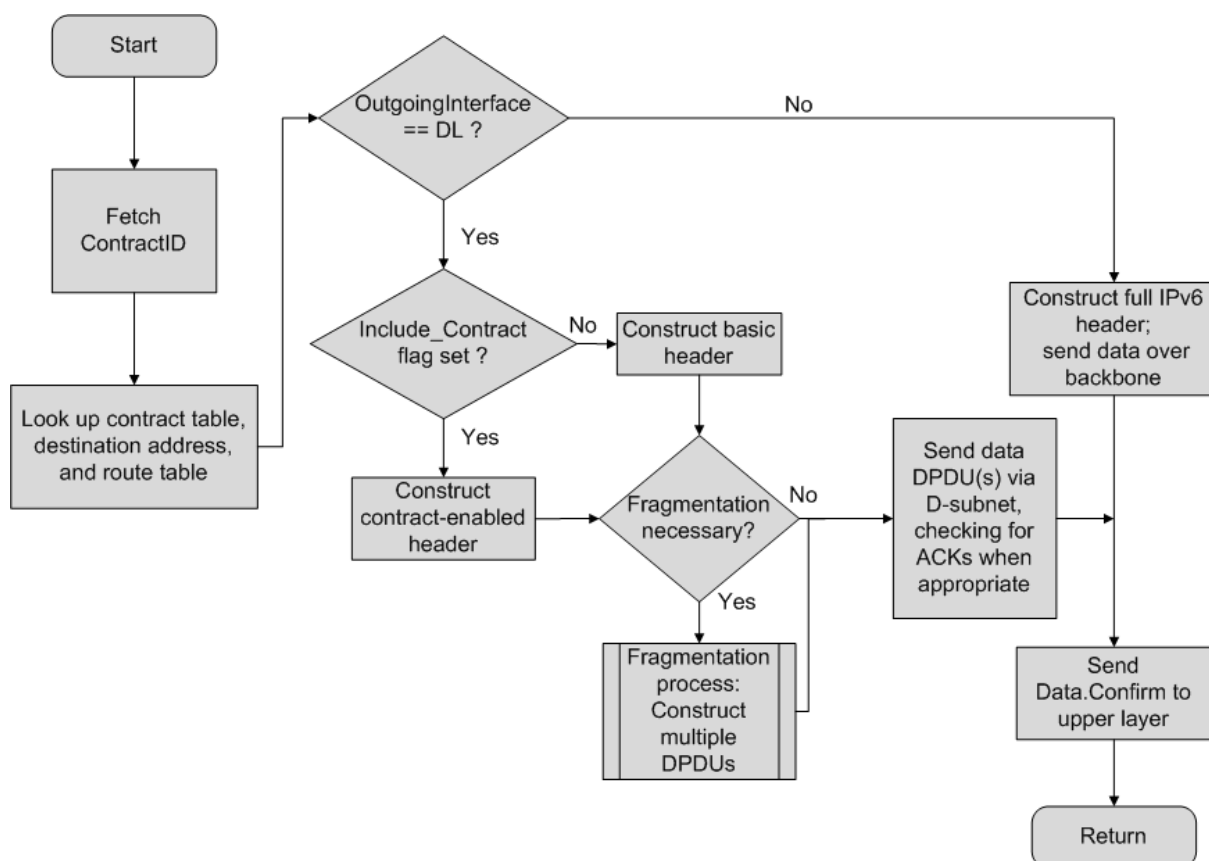 Start
Fetch
ContractID
Look up contract table,
destination address,
and route table
OutgoingInterface
== DL ?
No
Yes
Include_Contract
flag set ?
No
Construct basic
header
Yes
Construct
contract-enabled
header
Fragmentation
necessary?
No
Yes
Fragmentation
process:
Construct
multiple
DPDUs
Send data
DPDU(s) via
D-subnet,
checking for
ACKs when
appropriate
Construct full IPv6
header;
send data over
backbone
Send
Data.Confirm to
upper layer
Return